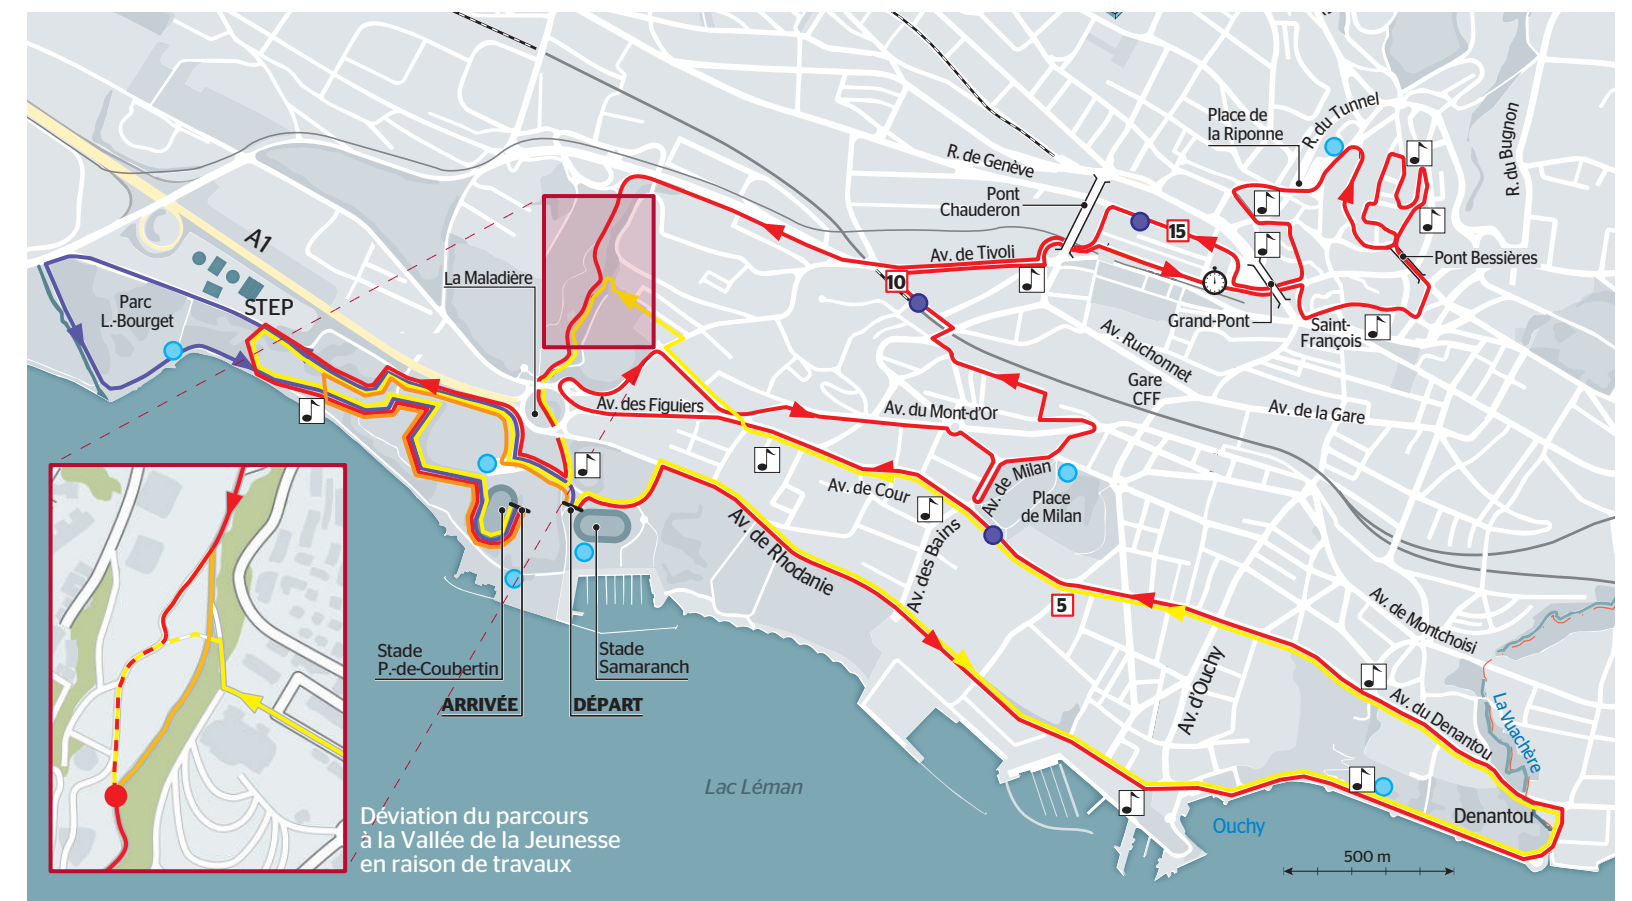 R. du Tunnel
Place de
la Riponne
R. du Bugnon
R. de Genève
Pont
Chauderon
15
Av. de Tivoli
Pont Bessières
A1
La Maladière
10
Parc
L.-Bourget
STEP
Grand-Pont
Saint-
François
Av. Ruchonnet
Gare
CFF
Av. de la Gare
Av. des Figuiers
Av. du Mont-d'Or
Av. de Milan
Place
de Milan
Av. de Cour
Av. des Bains
Av. de Rhodanie
5
Av. de Montchoisi
Stade
P.-de-Coubertin
Stade
Samaranch
ARRIVÉE
DÉPART
Av. d'Ouchy
Av. du Denantou
La Vuachère
Lac Léman
Denantou
Ouchy
Déviation du parcours
à la Vallée de la Jeunesse
en raison de travaux
500 m